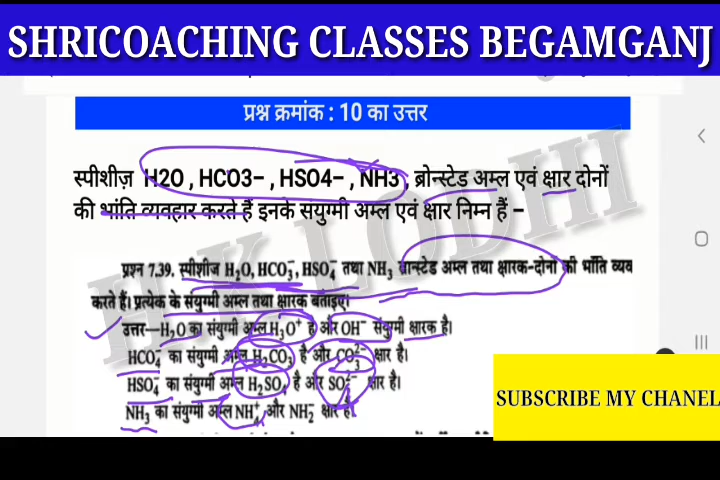 SHRICOACHING CLASSES BEGAMGANJ
प्रश्न क्रमांक : 10 का उत्तर
स्पीशीज़ H2O , HCO3– , HSO4– , NH3 , ब्रोन्स्टेड अम्ल एवं क्षार दोनों
की भांति व्यवहार करते हैं इनके संयुग्मी अम्ल एवं क्षार निम्न हैं –
H K LODHI
प्रश्न 7.39. स्पीशीज H₂O, HCO₃⁻, HSO₄⁻ तथा NH₃ ब्रान्स्टेड अम्ल तथा क्षारक-दोनों की भाँति व्यव
करते हैं। प्रत्येक के संयुग्मी अम्ल तथा क्षारक बताइए।
उत्तर—H₂O का संयुग्मी अम्ल H₃O⁺ है और OH⁻ संयुग्मी क्षारक है।
HCO₄⁻ का संयुग्मी अम्ल H₂CO₃ है और CO₃²⁻ क्षार है।
HSO₄⁻ का संयुग्मी अम्ल H₂SO₄ है और SO₄²⁻ क्षार है।
NH₃ का संयुग्मी अम्ल NH₄⁺ और NH₂⁻ क्षार है।
SUBSCRIBE MY CHANEL